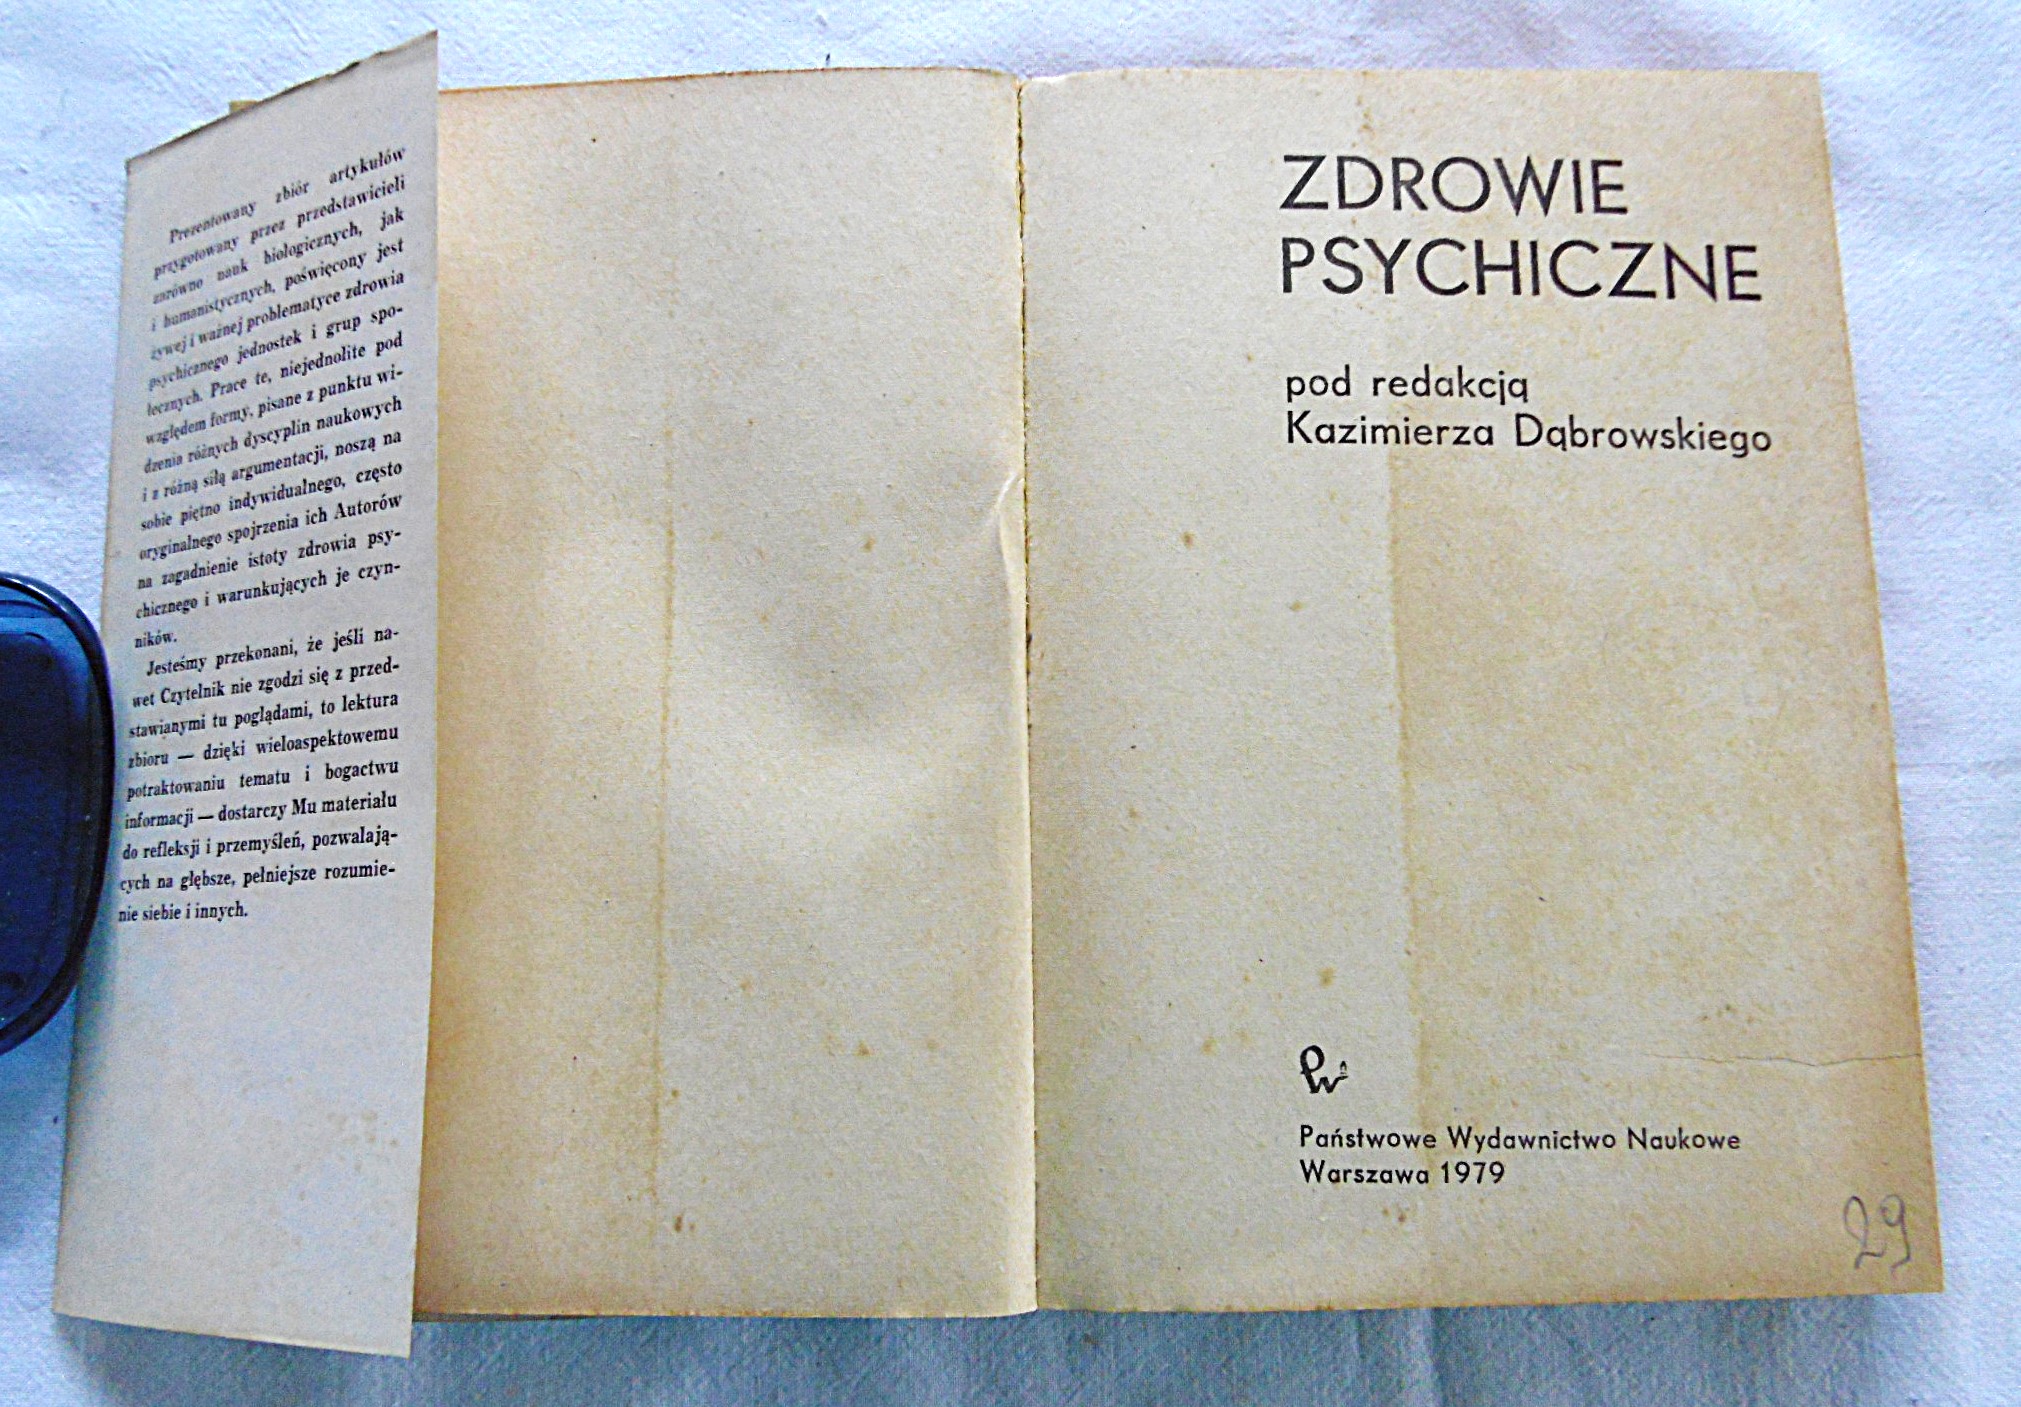 Prezentowany zbiór artykułów
przygotowany przez przedstawicieli
zarówno nauk biologicznych, jak
i humanistycznych, poświęcony jest
żywej i ważnej problematyce zdrowia
psychicznego jednostek i grup spo-
łecznych. Prace te, niejednolite pod
względem formy, pisane z punktu wi-
dzenia różnych dyscyplin naukowych
i z różną siłą argumentacji, noszą na
sobie piętno indywidualnego, często
oryginalnego spojrzenia ich Autorów
na zagadnienie istoty zdrowia psy-
chicznego i warunkujących je czyn-
ników.
Jesteśmy przekonani, że jeśli na-
wet Czytelnik nie zgodzi się z przed-
stawianymi tu poglądami, to lektura
zbioru — dzięki wieloaspektowemu
potraktowaniu tematu i bogactwu
informacji — dostarczy Mu materiału
do refleksji i przemyśleń, pozwalają-
cych na głębsze, pełniejsze rozumie-
nie siebie i innych.
ZDROWIE
PSYCHICZNE
pod redakcją
Kazimierza Dąbrowskiego
Państwowe Wydawnictwo Naukowe
Warszawa 1979
29